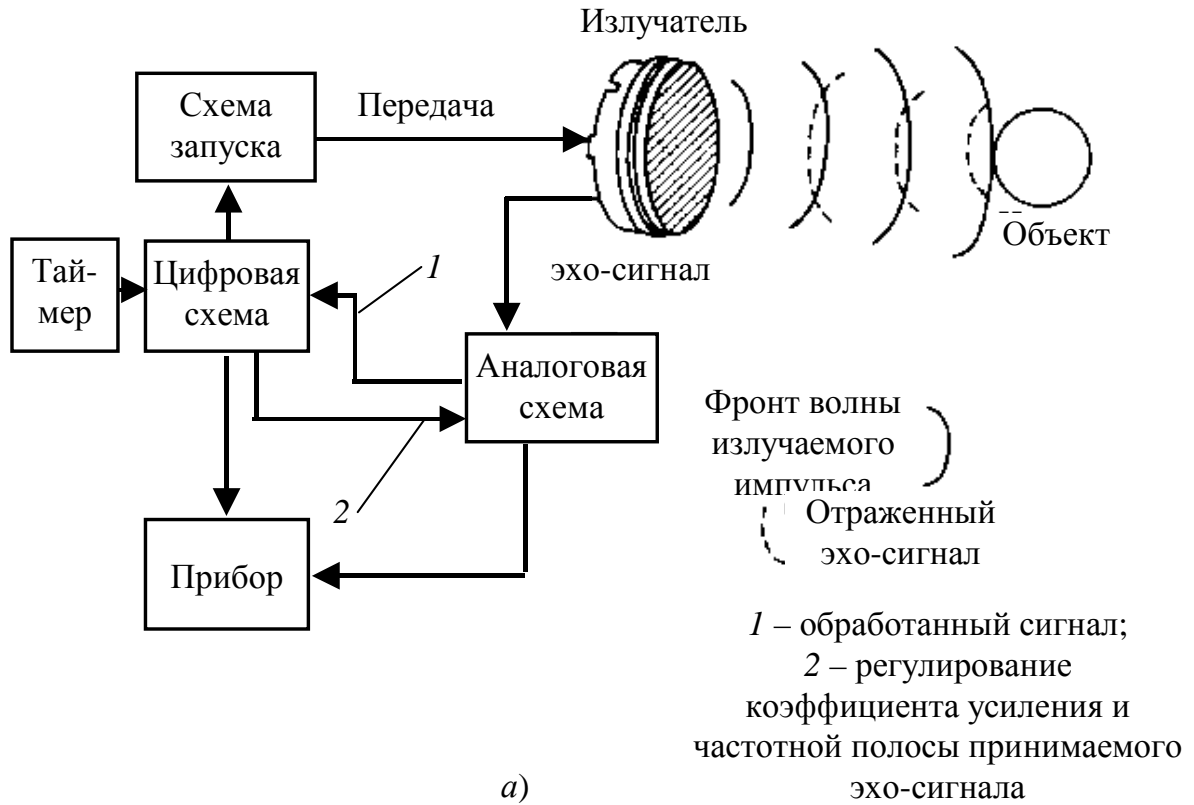 Излучатель
Схема
запуска
Передача
Тай-
мер
Цифровая
схема
1
эхо-сигнал
Объект
Аналоговая
схема
2
Прибор
Фронт волны
излучаемого
импульса
Отраженный
эхо-сигнал
1 – обработанный сигнал;
2 – регулирование
коэффициента усиления и
частотной полосы принимаемого
эхо-сигнала
а)